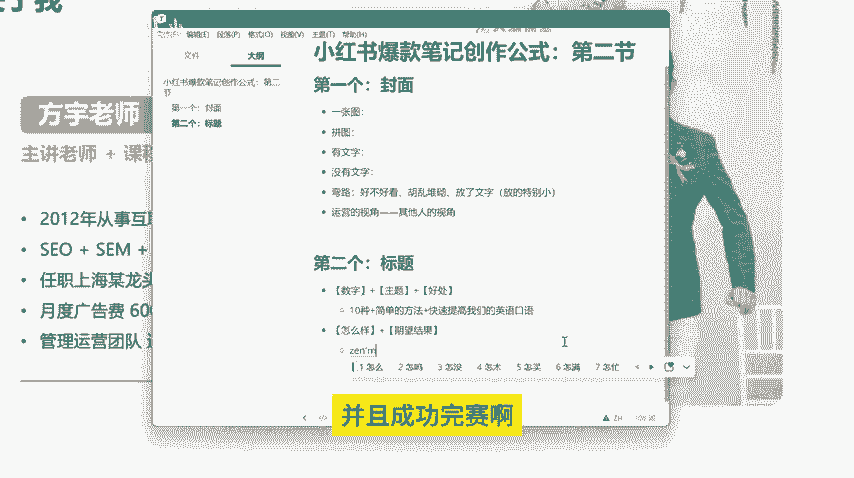 方宇老师
主讲老师 + 课程
2012年从事互联
SEO + SEM +
任职上海某龙头
月度广告费 600
管理运营团队
编辑(E) 段落(P) 格式(O) 视图(V) 主题(T) 帮助(H)
文件 大纲
小红书爆款笔记创作公式：第二节
第一个：封面
第二个：标题
小红书爆款笔记创作公式：第二节
第一个：封面
一张图：
拼图：
有文字：
没有文字：
弯路：好不好看、胡乱堆砌、放了文字（放的特别小）
运营的视角——其他人的视角
第二个：标题
【数字】+【主题】+【好处】
10种+简单的方法+快速提高我们的英语口语
【怎么样】+【期望结果】
zen'm
1 怎么 2 怎吗 3 怎没 4 怎木 5 怎买 6 怎满 7 怎忙
并且成功完赛啊